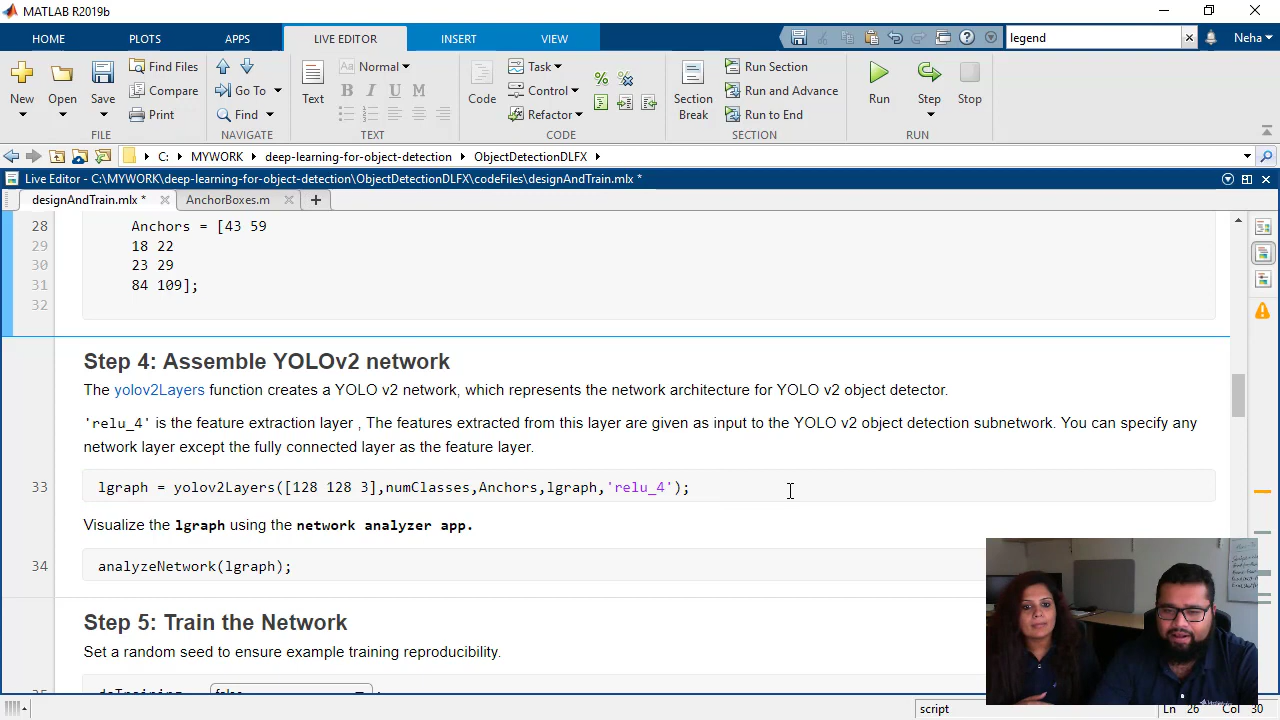 MATLAB R2019b
HOME PLOTS APPS LIVE EDITOR INSERT VIEW
legend
Neha
New Open Save Find Files Compare Print
FILE
Go To Find
NAVIGATE
Text Normal B I U M
TEXT
Code Task Control Refactor
CODE
Section Break Run Section Run and Advance Run to End
SECTION
Run Step Stop
RUN
C: MYWORK deep-learning-for-object-detection ObjectDetectionDLFX
Live Editor - C:\MYWORK\deep-learning-for-object-detection\ObjectDetectionDLFX\codeFiles\designAndTrain.mlx *
designAndTrain.mlx * AnchorBoxes.m
28 Anchors = [43 59
29 18 22
30 23 29
31 84 109];
32
Step 4: Assemble YOLOv2 network
The yolov2Layers function creates a YOLO v2 network, which represents the network architecture for YOLO v2 object detector.
'relu_4' is the feature extraction layer , The features extracted from this layer are given as input to the YOLO v2 object detection subnetwork. You can specify any
network layer except the fully connected layer as the feature layer.
33 lgraph = yolov2Layers([128 128 3],numClasses,Anchors,lgraph,'relu_4');
Visualize the lgraph using the network analyzer app.
34 analyzeNetwork(lgraph);
Step 5: Train the Network
Set a random seed to ensure example training reproducibility.
35 doTraining = false ;
script Ln 26 Col 30